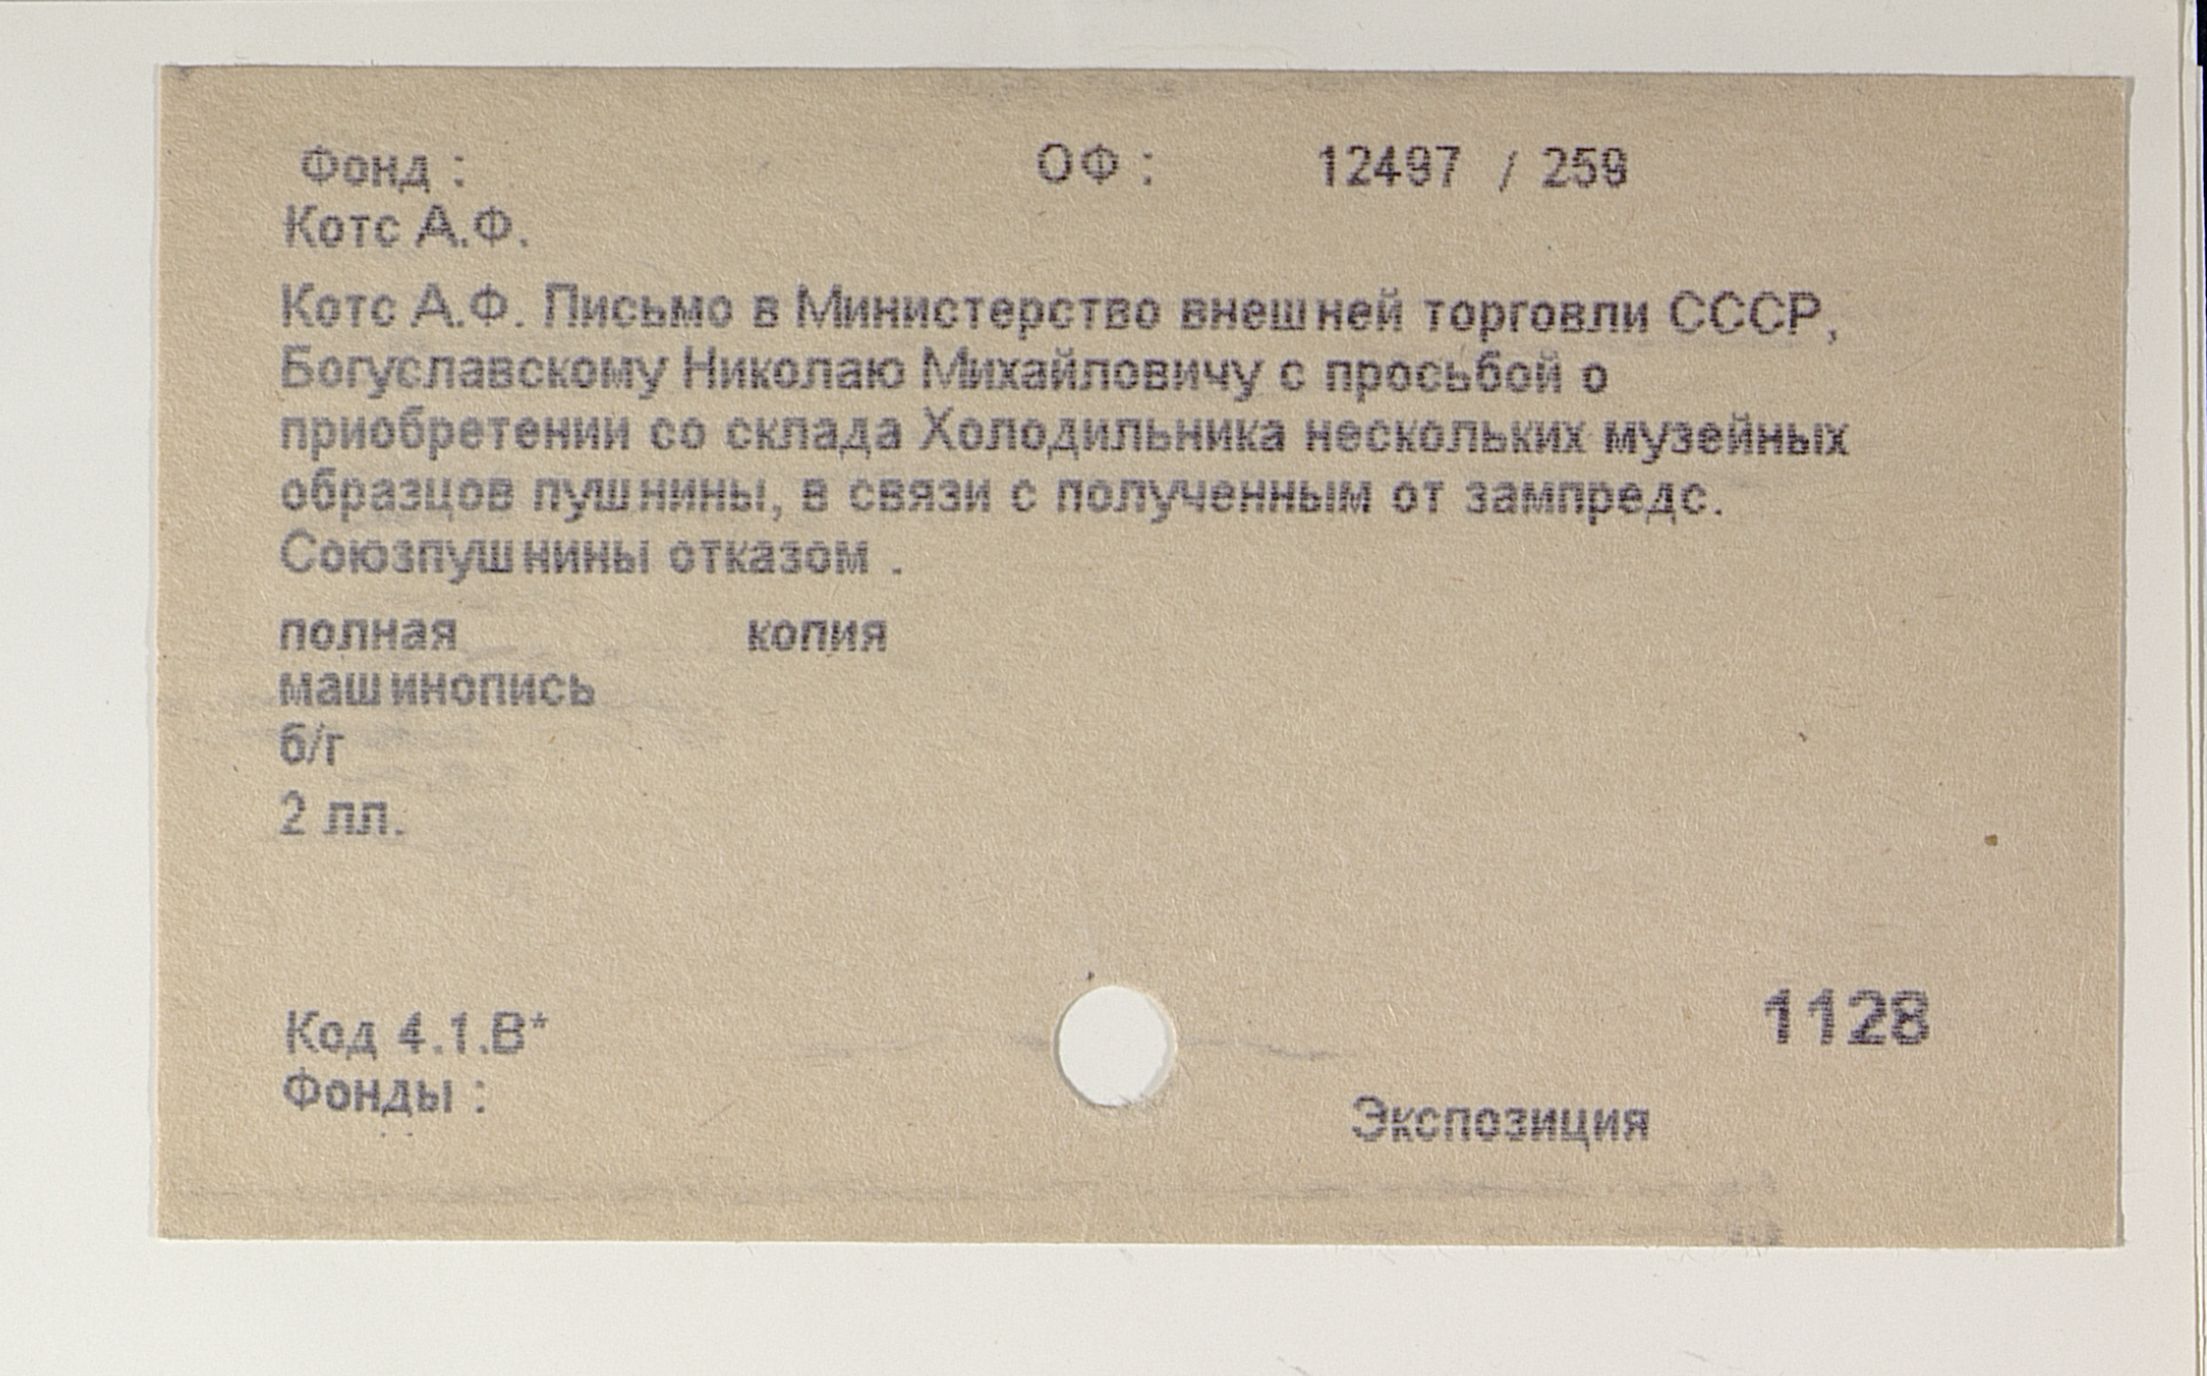 Фонд : ОФ : 12497 / 259
Котс А.Ф.
Котс А.Ф. Письмо в Министерство внешней торговли СССР,
Богуславскому Николаю Михайловичу с просьбой о
приобретении со склада Холодильника нескольких музейных
образцов пушнины, в связи с полученным от зампредс.
Союзпушнины отказом .
полная копия
машинопись
б/г
2 лл.
1128
Код 4.1.В*
Фонды :
Экспозиция